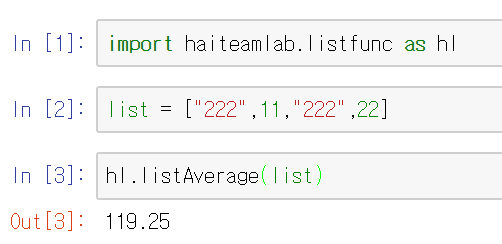 In [1]: import haiteamlab.listfunc as hl
In [2]: list = ["222",11,"222",22]
In [3]: hl.listAverage(list)
Out[3]: 119.25